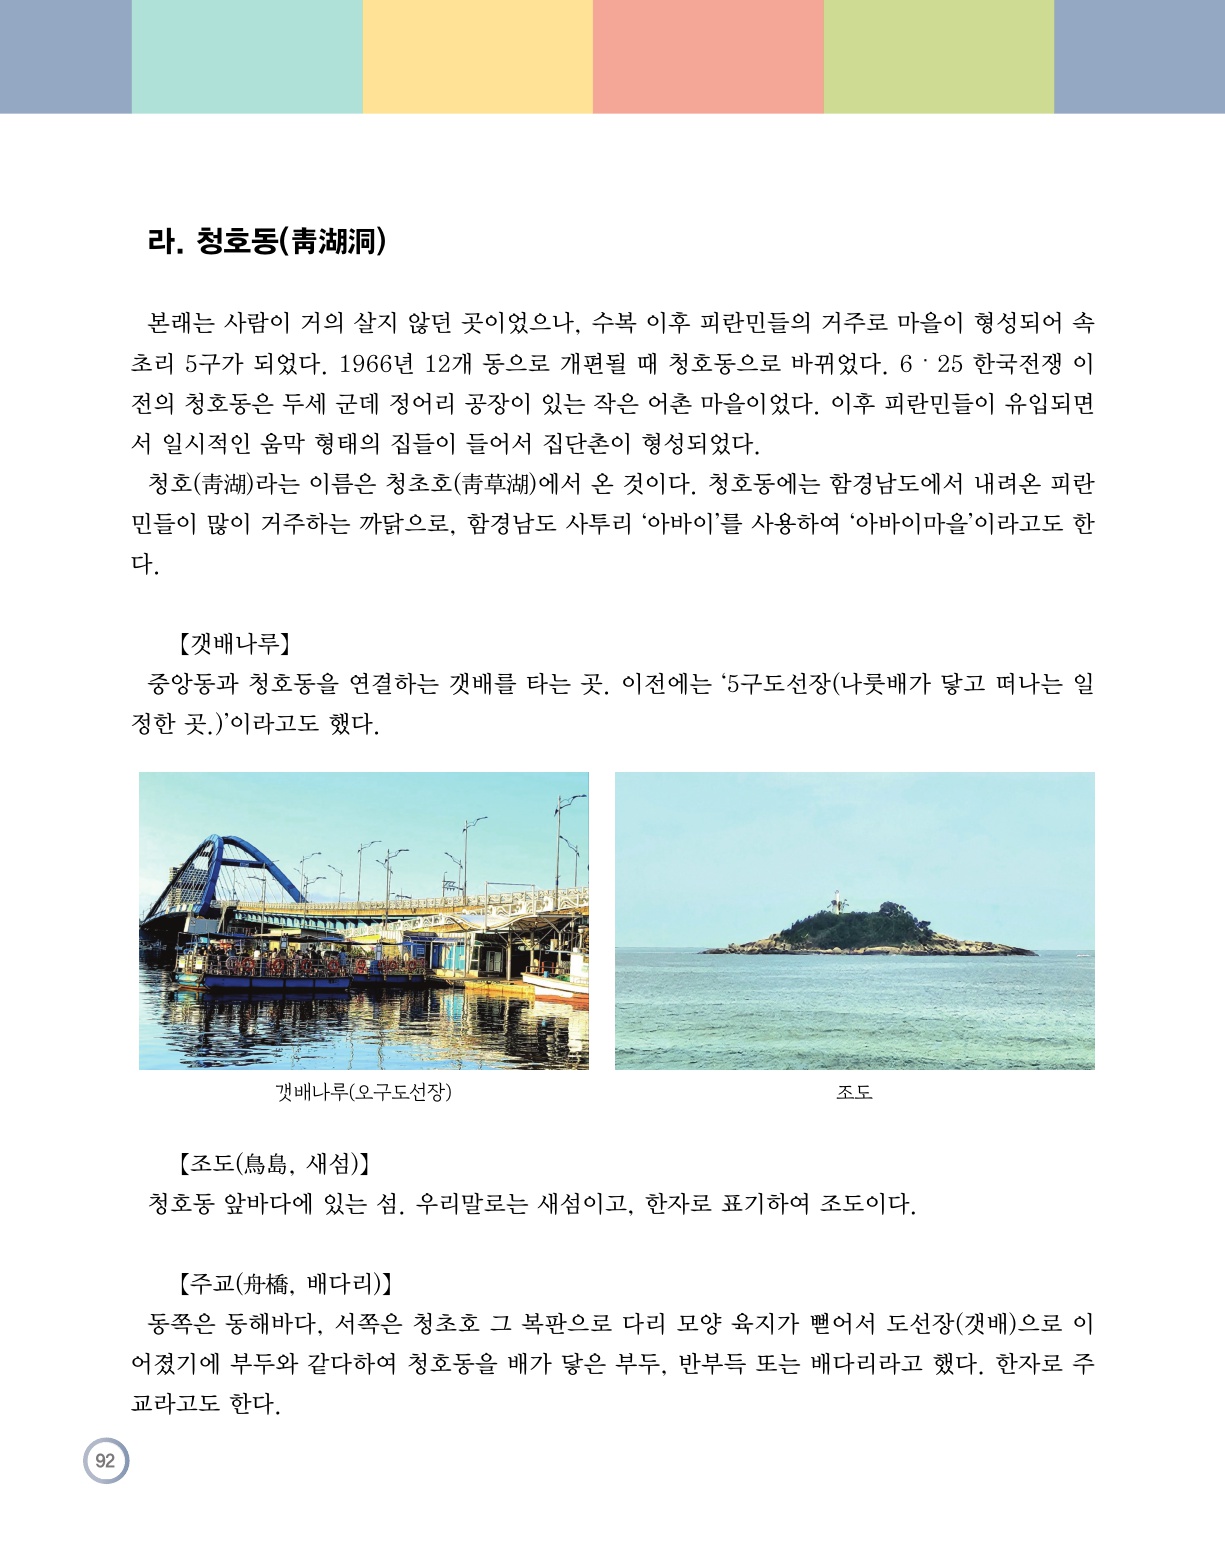 라. 청호동(靑湖洞)
본래는 사람이 거의 살지 않던 곳이었으나, 수복 이후 피란민들의 거주로 마을이 형성되어 속
초리 5구가 되었다. 1966년 12개 동으로 개편될 때 청호동으로 바뀌었다. 6 · 25 한국전쟁 이
전의 청호동은 두세 군데 정어리 공장이 있는 작은 어촌 마을이었다. 이후 피란민들이 유입되면
서 일시적인 움막 형태의 집들이 들어서 집단촌이 형성되었다.
청호(靑湖)라는 이름은 청초호(靑草湖)에서 온 것이다. 청호동에는 함경남도에서 내려온 피란
민들이 많이 거주하는 까닭으로, 함경남도 사투리 ‘아바이’를 사용하여 ‘아바이마을’이라고도 한
다.
【갯배나루】
중앙동과 청호동을 연결하는 갯배를 타는 곳. 이전에는 ‘5구도선장(나룻배가 닿고 떠나는 일
정한 곳.)’이라고도 했다.
갯배나루(오구도선장)
조도
【조도(鳥島, 새섬)】
청호동 앞바다에 있는 섬. 우리말로는 새섬이고, 한자로 표기하여 조도이다.
【주교(舟橋, 배다리)】
동쪽은 동해바다, 서쪽은 청초호 그 복판으로 다리 모양 육지가 뻗어서 도선장(갯배)으로 이
어졌기에 부두와 같다하여 청호동을 배가 닿은 부두, 반부득 또는 배다리라고 했다. 한자로 주
교라고도 한다.
92